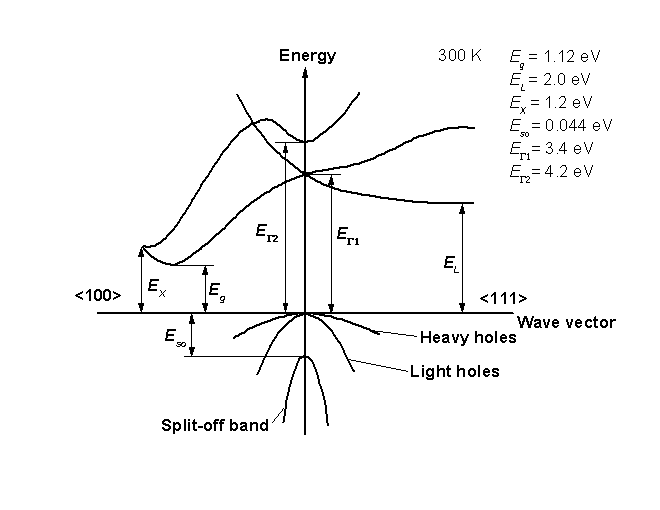 Energy
300 K
Eg = 1.12 eV
EL = 2.0 eV
EX = 1.2 eV
Eso = 0.044 eV
EΓ1 = 3.4 eV
EΓ2 = 4.2 eV
EΓ2
EΓ1
EL
EX
Eg
<100>
<111>
Wave vector
Eso
Heavy holes
Light holes
Split-off band